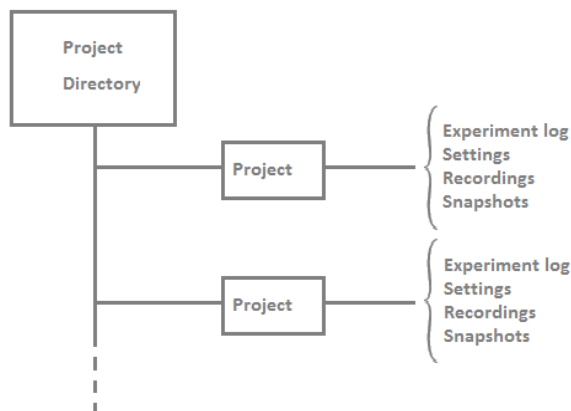 Project
Directory
Project
Experiment log
Settings
Recordings
Snapshots
Project
Experiment log
Settings
Recordings
Snapshots